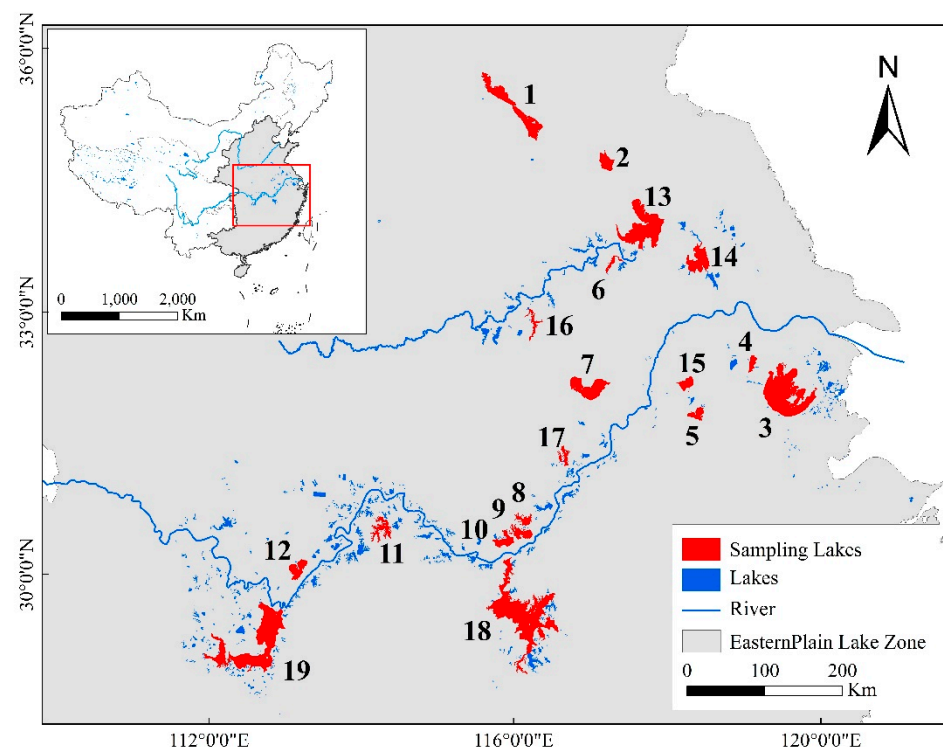 36°0'0"N
33°0'0"N
30°0'0"N
112°0'0"E
116°0'0"E
120°0'0"E
0 1,000 2,000
Km
N
1
2
13
14
6
16
7
15
4
5
3
17
8
9
10
11
12
18
19
Sampling Lakes
Lakes
River
EasternPlain Lake Zone
0 100 200
Km